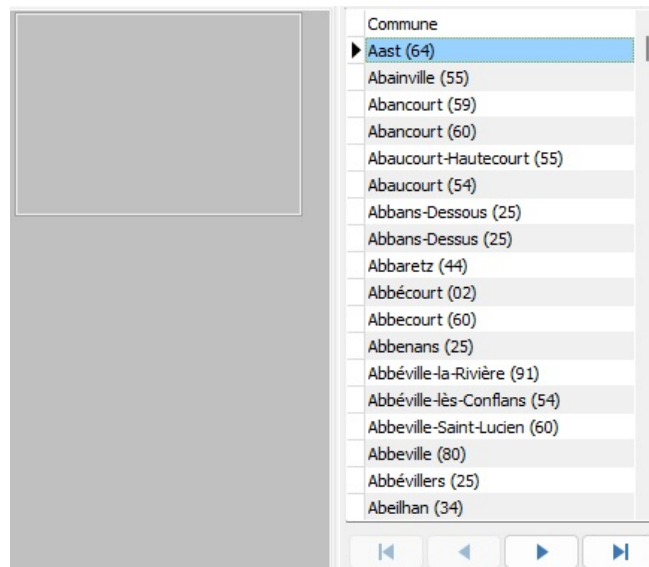 Commune
Aast (64)
Abainville (55)
Abancourt (59)
Abancourt (60)
Abaucourt-Hautecourt (55)
Abaucourt (54)
Abbans-Dessous (25)
Abbans-Dessus (25)
Abbaretz (44)
Abbécourt (02)
Abbecourt (60)
Abbenans (25)
Abbéville-la-Rivière (91)
Abbéville-lès-Conflans (54)
Abbeville-Saint-Lucien (60)
Abbeville (80)
Abbévillers (25)
Abeilhan (34)